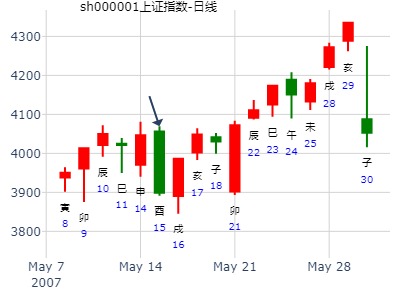 sh000001上证指数-日线
4300
4200
4100
4000
3900
3800
寅
8
卯
9
辰
10
巳
11
申
14
酉
15
戌
16
亥
17
子
18
卯
21
辰
22
巳
23
午
24
未
25
戌
28
亥
29
子
30
May 7
2007
May 14
May 21
May 28